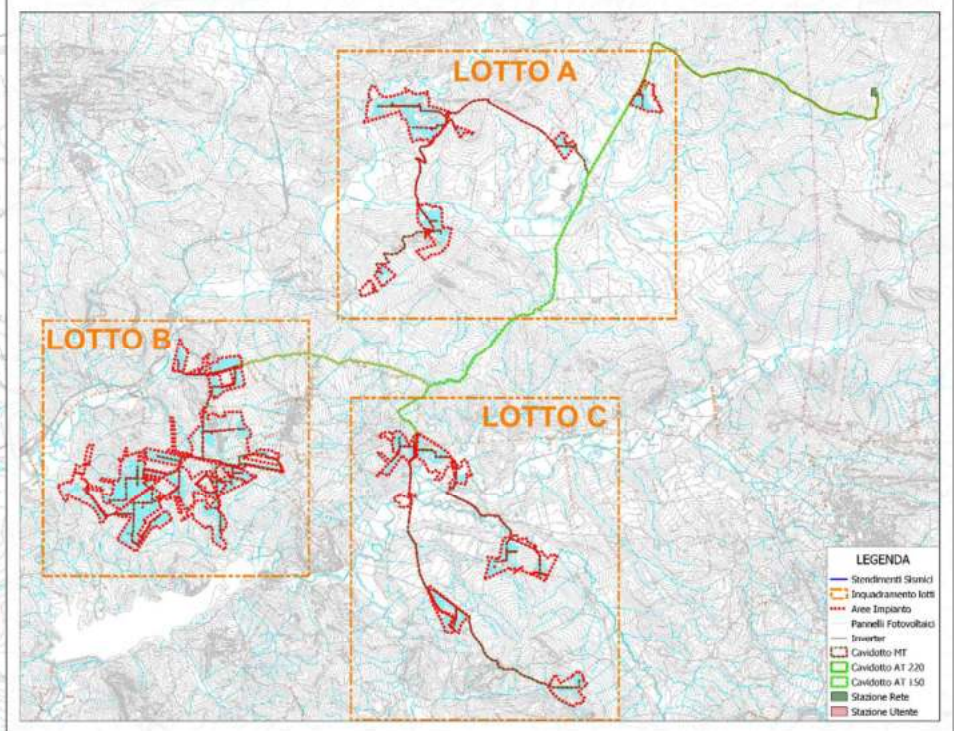 LOTTO A
LOTTO B
LOTTO C
LEGENDA
Stendimenti Sismici
Inquadramento lotti
Aree Impianto
Pannelli Fotovoltaici
Inverter
Cavidotto MT
Cavidotto AT 220
Cavidotto AT 150
Stazione Rete
Stazione Utente